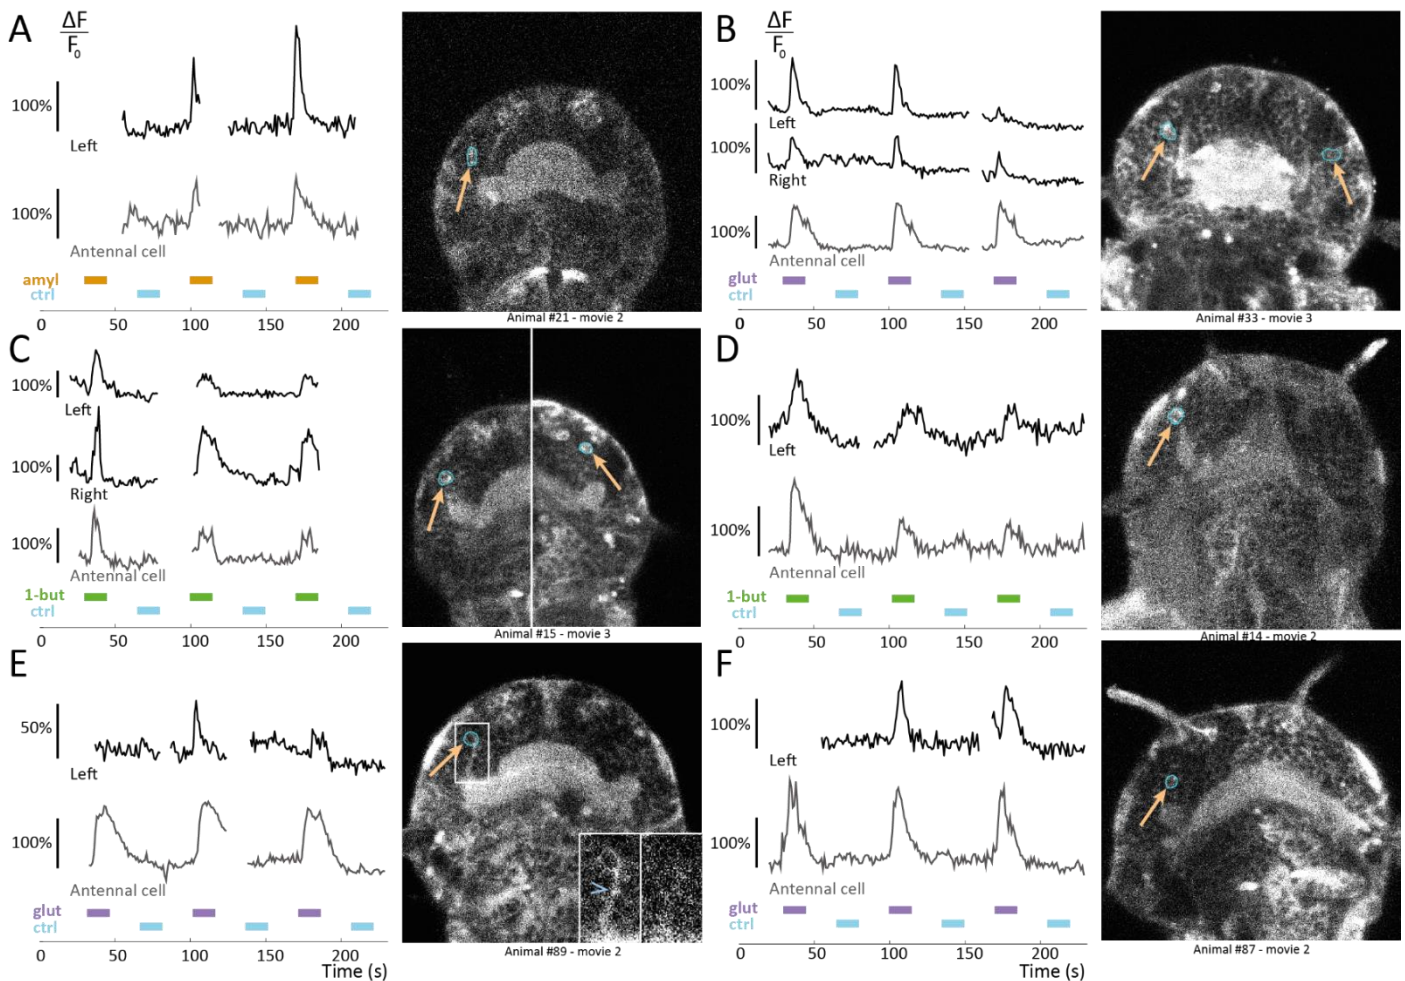 A
ΔF
F₀
100%
Left
100%
Antennal cell
amyl
ctrl
0 50 100 150 200
Animal #21 - movie 2
B
ΔF
F₀
100%
Left
100%
Right
100%
Antennal cell
glut
ctrl
0 50 100 150 200
Animal #33 - movie 3
C
100%
Left
100%
Right
100%
Antennal cell
1-but
ctrl
0 50 100 150 200
Animal #15 - movie 3
D
100%
Left
100%
Antennal cell
1-but
ctrl
0 50 100 150 200
Animal #14 - movie 2
E
50%
Left
100%
Antennal cell
glut
ctrl
0 50 100 150 200
Time (s)
Animal #89 - movie 2
F
100%
Left
100%
Antennal cell
glut
ctrl
0 50 100 150 200
Time (s)
Animal #87 - movie 2